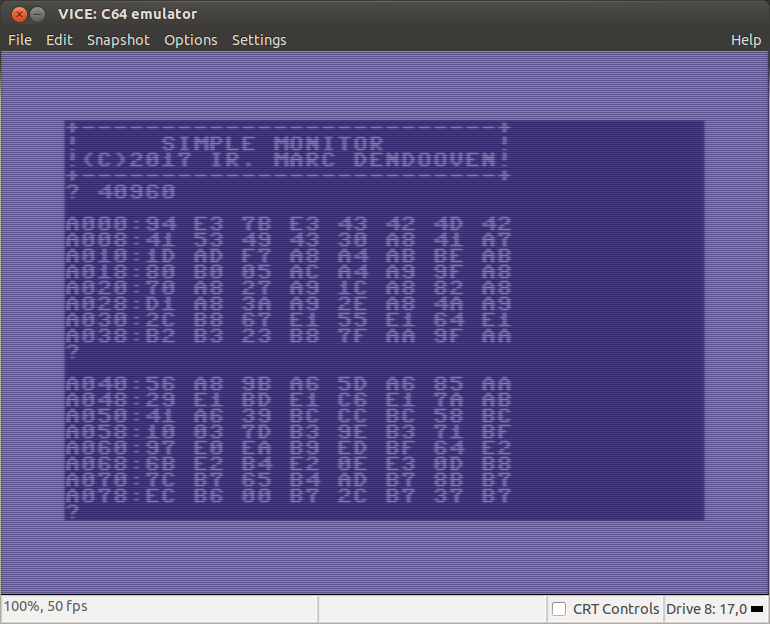 VICE: C64 emulator
File Edit Snapshot Options Settings Help
+---------------------------+
! SIMPLE MONITOR !
!(C)2017 IR. MARC DENDOOVEN!
+---------------------------+
? 40960
A000:94 E3 7B E3 43 42 4D 42
A008:41 53 49 43 30 A8 41 A7
A010:1D AD F7 A8 A4 AB BE AB
A018:80 B0 05 AC A4 A9 9F A8
A020:70 A8 27 A9 1C A8 82 A8
A028:D1 A8 3A A9 2E A8 4A A9
A030:2C B8 67 E1 55 E1 64 E1
A038:B2 B3 23 B8 7F AA 9F AA
?
A040:56 A8 9B A6 5D A6 85 AA
A048:29 E1 BD E1 C6 E1 7A AB
A050:41 A6 39 BC CC BC 58 BC
A058:10 03 7D B3 9E B3 71 BF
A060:97 E0 EA B9 ED BF 64 E2
A068:6B E2 B4 E2 0E E3 0D B8
A070:7C B7 65 B4 AD B7 8B B7
A078:EC B6 00 B7 2C B7 37 B7
?
100%, 50 fps
CRT Controls
Drive 8: 17,0